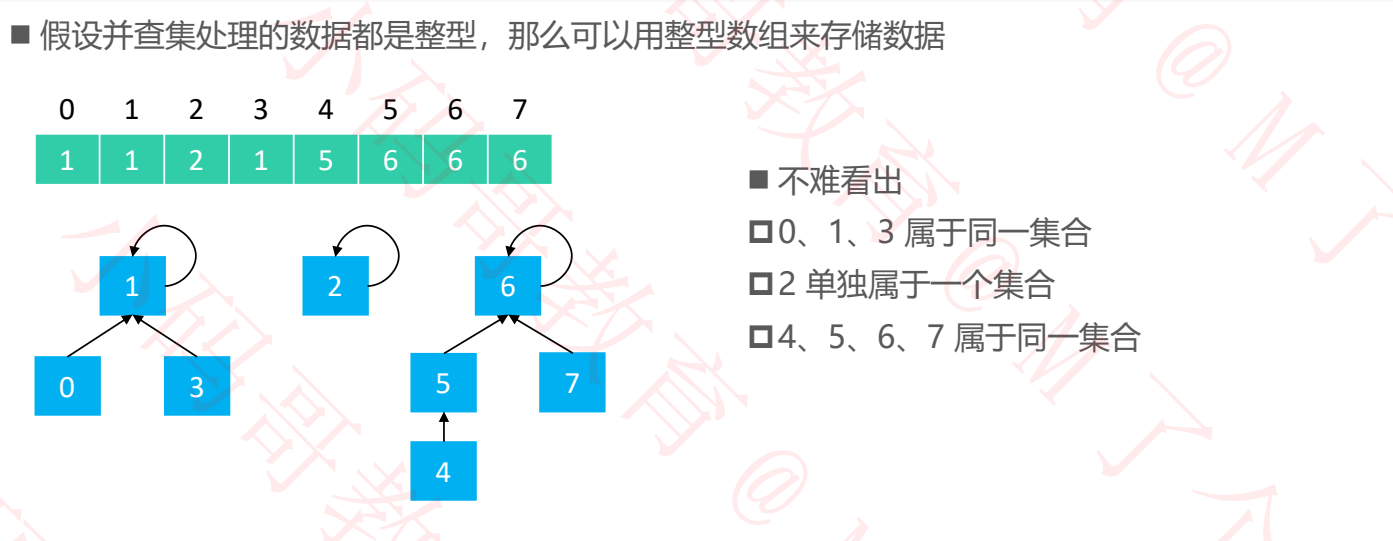 ■ 假设并查集处理的数据都是整型，那么可以用整型数组来存储数据
0 1 2 3 4 5 6 7
1 1 2 1 5 6 6 6
■ 不难看出
0、1、3 属于同一集合
2 单独属于一个集合
4、5、6、7 属于同一集合
1 2 6
0 3 5 7
4
小码哥教育@M了个